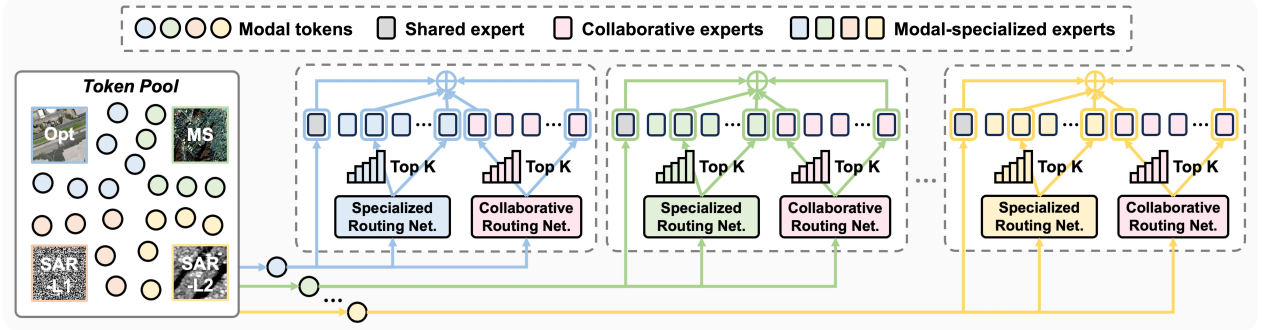 Modal tokens
Shared expert
Collaborative experts
Modal-specialized experts
Token Pool
Opt
MS
SAR
-L1
SAR
-L2
...
... ...
Top K
Top K
Specialized
Routing Net.
Collaborative
Routing Net.
... ...
Top K
Top K
Specialized
Routing Net.
Collaborative
Routing Net.
...
... ...
Top K
Top K
Specialized
Routing Net.
Collaborative
Routing Net.